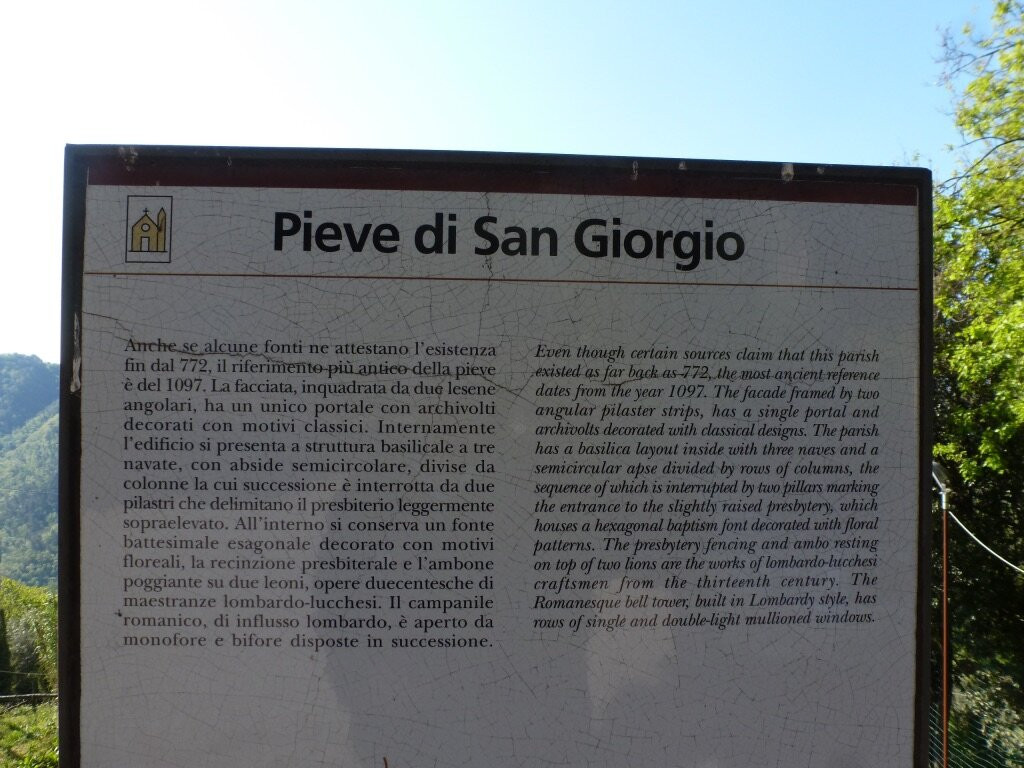 Pieve di San Giorgio
Anche se alcune fonti ne attestano l'esistenza
fin dal 772, il riferimento più antico della pieve
è del 1097. La facciata, inquadrata da due lesene
angolari, ha un unico portale con archivolti
decorati con motivi classici. Internamente
l'edificio si presenta a struttura basilicale a tre
navate, con abside semicircolare, divise da
colonne la cui successione è interrotta da due
pilastri che delimitano il presbiterio leggermente
sopraelevato. All'interno si conserva un fonte
battesimale esagonale decorato con motivi
floreali, la recinzione presbiterale e l'ambone
poggiante su due leoni, opere duecentesche di
maestranze lombardo-lucchesi. Il campanile
romanico, di influsso lombardo, è aperto da
monofore e bifore disposte in successione.
Even though certain sources claim that this parish
existed as far back as 772, the most ancient reference
dates from the year 1097. The facade framed by two
angular pilaster strips, has a single portal and
archivolts decorated with classical designs. The parish
has a basilica layout inside with three naves and a
semicircular apse divided by rows of columns, the
sequence of which is interrupted by two pillars marking
the entrance to the slightly raised presbytery, which
houses a hexagonal baptism font decorated with floral
patterns. The presbytery fencing and ambo resting
on top of two lions are the works of lombardo-lucchesi
craftsmen from the thirteenth century. The
Romanesque bell tower, built in Lombardy style, has
rows of single and double-light mullioned windows.